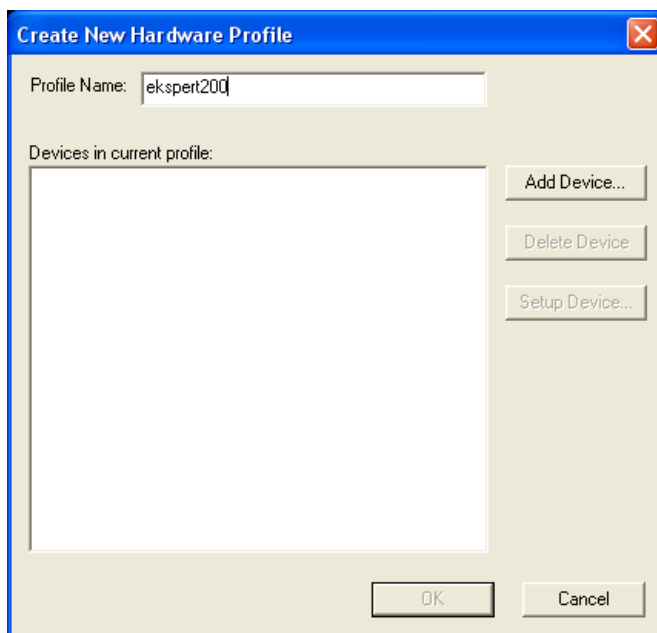 Create New Hardware Profile
Profile Name: ekspert200
Devices in current profile:
Add Device...
Delete Device
Setup Device...
OK Cancel